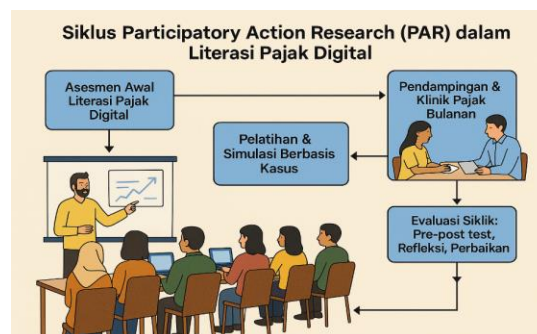 Siklus Participatory Action Research (PAR) dalam
Literasi Pajak Digital
Asesmen Awal
Literasi Pajak
Digital
Pendampingan &
Klinik Pajak
Bulanan
Pelatihan &
Simulasi Berbasis
Kasus
Evaluasi Siklik:
Pre-post test,
Refleksi, Perbaikan